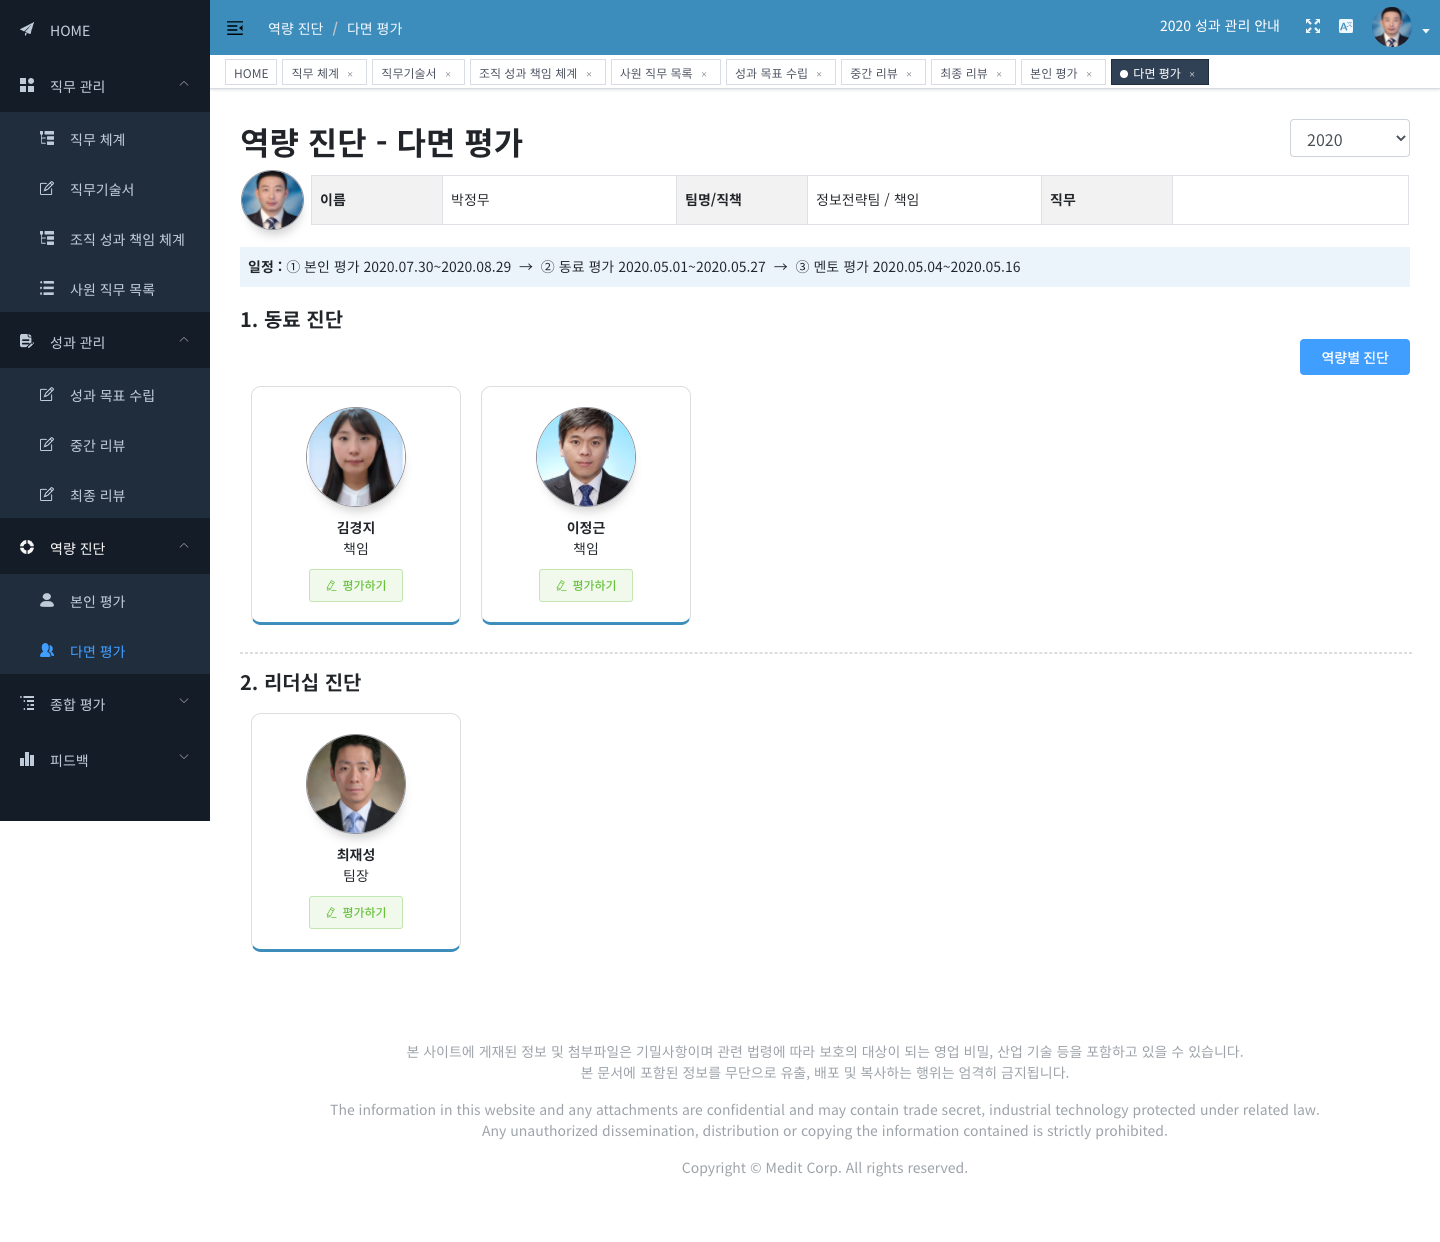 HOME
직무 관리
직무 체계
직무기술서
조직 성과 책임 체계
사원 직무 목록
성과 관리
성과 목표 수립
중간 리뷰
최종 리뷰
역량 진단
본인 평가
다면 평가
종합 평가
피드백
역량 진단 / 다면 평가
2020 성과 관리 안내
HOME 직무 체계 × 직무기술서 × 조직 성과 책임 체계 × 사원 직무 목록 × 성과 목표 수립 × 중간 리뷰 × 최종 리뷰 × 본인 평가 × 다면 평가 ×
역량 진단 - 다면 평가
2020
이름 박정무 팀명/직책 정보전략팀 / 책임 직무
일정 : ① 본인 평가 2020.07.30~2020.08.29 → ② 동료 평가 2020.05.01~2020.05.27 → ③ 멘토 평가 2020.05.04~2020.05.16
1. 동료 진단
역량별 진단
김경지
책임
평가하기
이정근
책임
평가하기
2. 리더십 진단
최재성
팀장
평가하기
본 사이트에 게재된 정보 및 첨부파일은 기밀사항이며 관련 법령에 따라 보호의 대상이 되는 영업 비밀, 산업 기술 등을 포함하고 있을 수 있습니다.
본 문서에 포함된 정보를 무단으로 유출, 배포 및 복사하는 행위는 엄격히 금지됩니다.
The information in this website and any attachments are confidential and may contain trade secret, industrial technology protected under related law.
Any unauthorized dissemination, distribution or copying the information contained is strictly prohibited.
Copyright © Medit Corp. All rights reserved.